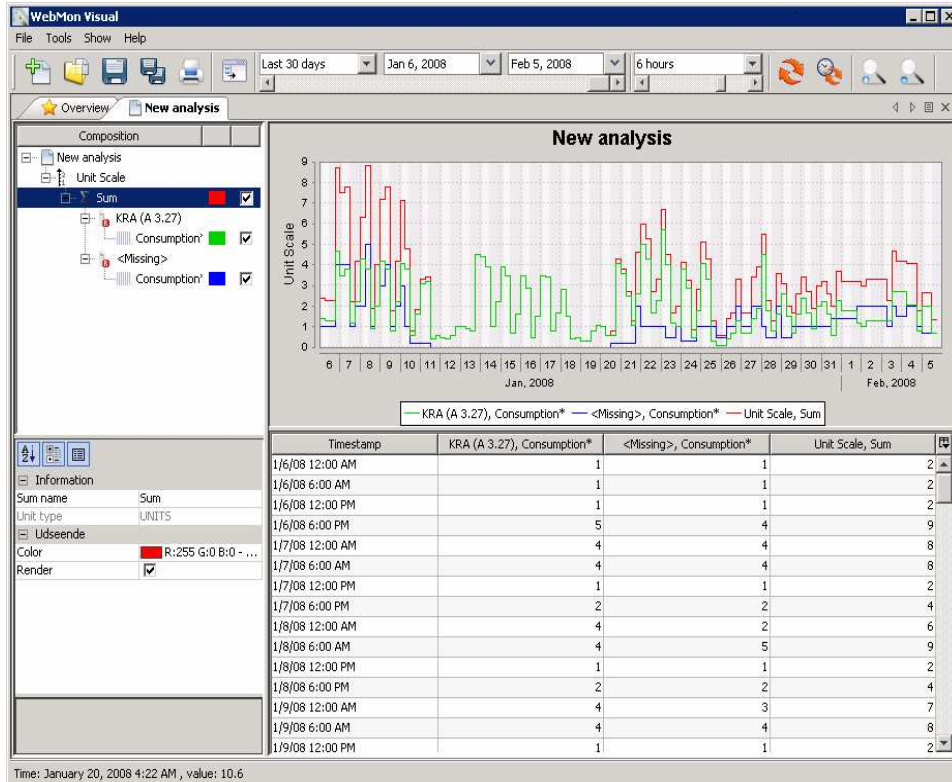 WebMon Visual
File Tools Show Help
Last 30 days Jan 6, 2008 Feb 5, 2008 6 hours
Overview New analysis
Composition
New analysis
Unit Scale
Sum
KRA (A 3.27)
Consumption*
<Missing>
Consumption*
New analysis
Unit Scale
9
8
7
6
5
4
3
2
1
0
6 7 8 9 10 11 12 13 14 15 16 17 18 19 20 21 22 23 24 25 26 27 28 29 30 31 1 2 3 4 5
Jan, 2008 Feb, 2008
KRA (A 3.27), Consumption* <Missing>, Consumption* Unit Scale, Sum
Information
Sum name Sum
Unit type UNITS
Udseende
Color R:255 G:0 B:0 - ...
Render
Timestamp KRA (A 3.27), Consumption* <Missing>, Consumption* Unit Scale, Sum
1/6/08 12:00 AM 1 1 2
1/6/08 6:00 AM 1 1 2
1/6/08 12:00 PM 1 1 2
1/6/08 6:00 PM 5 4 9
1/7/08 12:00 AM 4 4 8
1/7/08 6:00 AM 4 4 8
1/7/08 12:00 PM 1 1 2
1/7/08 6:00 PM 2 2 4
1/8/08 12:00 AM 4 2 6
1/8/08 6:00 AM 4 5 9
1/8/08 12:00 PM 1 1 2
1/8/08 6:00 PM 2 2 4
1/9/08 12:00 AM 4 3 7
1/9/08 6:00 AM 4 4 8
1/9/08 12:00 PM 1 1 2
Time: January 20, 2008 4:22 AM , value: 10.6